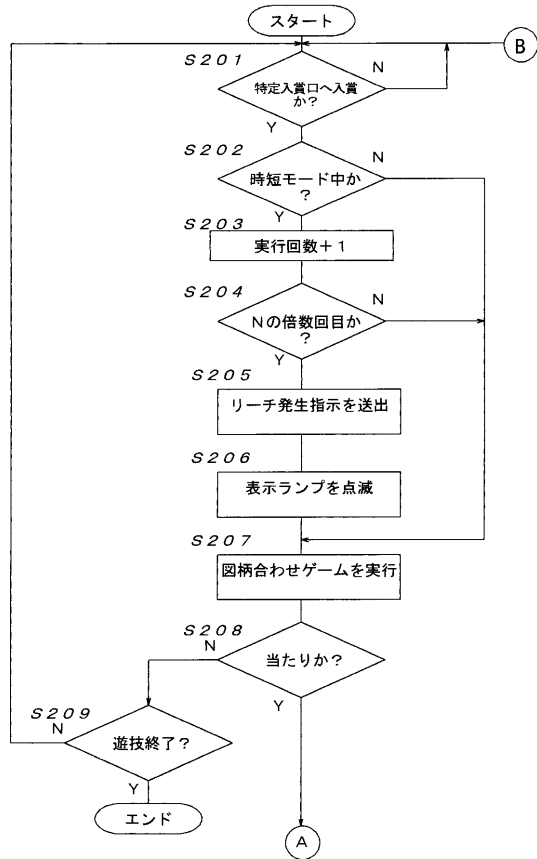 スタート
B
S201
N
特定入賞口へ入賞
か？
Y
S202
N
時短モード中か
？
Y
S203
実行回数＋１
S204
N
Nの倍数回目か
？
Y
S205
リーチ発生指示を送出
S206
表示ランプを点滅
S207
図柄合わせゲームを実行
S208
N
当たりか？
Y
S209
N
遊技終了？
Y
エンド
A